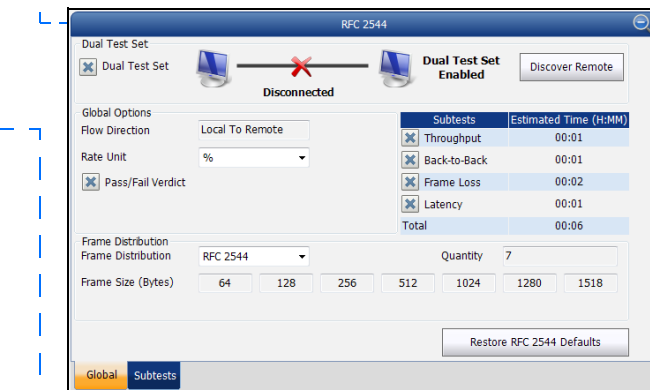 RFC 2544
Dual Test Set
Dual Test Set
Disconnected
Dual Test Set
Enabled
Discover Remote
Global Options
Flow Direction Local To Remote
Rate Unit %
Pass/Fail Verdict
Subtests Estimated Time (H:MM)
Throughput 00:01
Back-to-Back 00:01
Frame Loss 00:02
Latency 00:01
Total 00:06
Frame Distribution
Frame Distribution RFC 2544 Quantity 7
Frame Size (Bytes) 64 128 256 512 1024 1280 1518
Restore RFC 2544 Defaults
Global Subtests